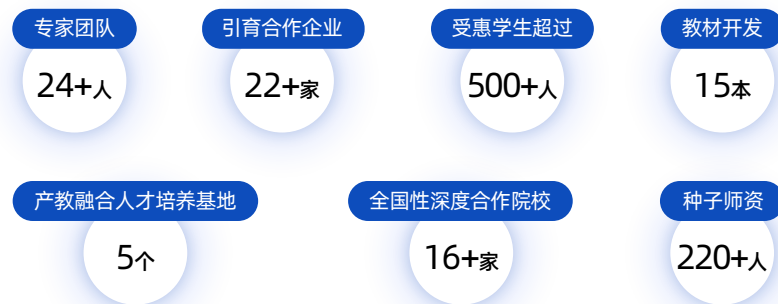 专家团队
24+人
引育合作企业
22+家
受惠学生超过
500+人
教材开发
15本
产教融合人才培养基地
5个
全国性深度合作院校
16+家
种子师资
220+人